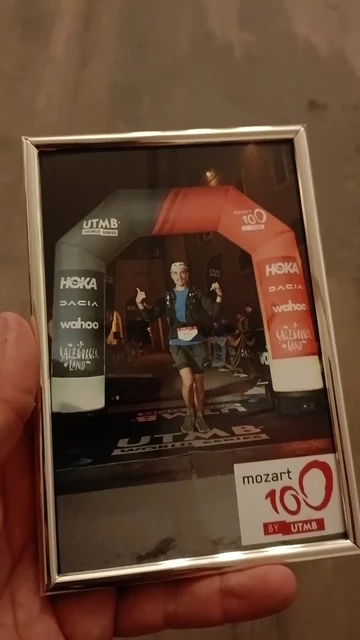 UTMB
WORLD SERIES
mozart
100
HOKA
DACIA
wahoo
SALZBURGER
LAND
HOKA
DACIA
wahoo
SALZBURGER
LAND
UTMB
UTMB
WORLD SERIES
mozart
100
BY UTMB